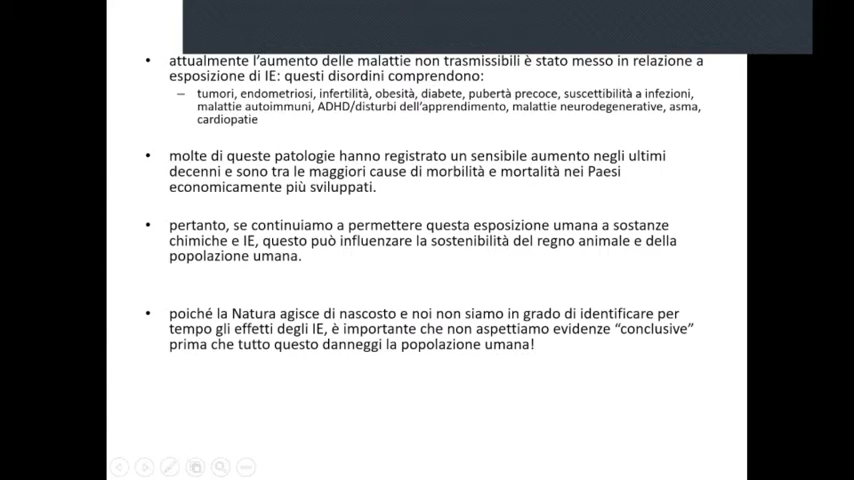 • attualmente l'aumento delle malattie non trasmissibili è stato messo in relazione a
esposizione di IE: questi disordini comprendono:
– tumori, endometriosi, infertilità, obesità, diabete, pubertà precoce, suscettibilità a infezioni,
malattie autoimmuni, ADHD/disturbi dell'apprendimento, malattie neurodegenerative, asma,
cardiopatie
• molte di queste patologie hanno registrato un sensibile aumento negli ultimi
decenni e sono tra le maggiori cause di morbilità e mortalità nei Paesi
economicamente più sviluppati.
• pertanto, se continuiamo a permettere questa esposizione umana a sostanze
chimiche e IE, questo può influenzare la sostenibilità del regno animale e della
popolazione umana.
• poiché la Natura agisce di nascosto e noi non siamo in grado di identificare per
tempo gli effetti degli IE, è importante che non aspettiamo evidenze “conclusive”
prima che tutto questo danneggi la popolazione umana!